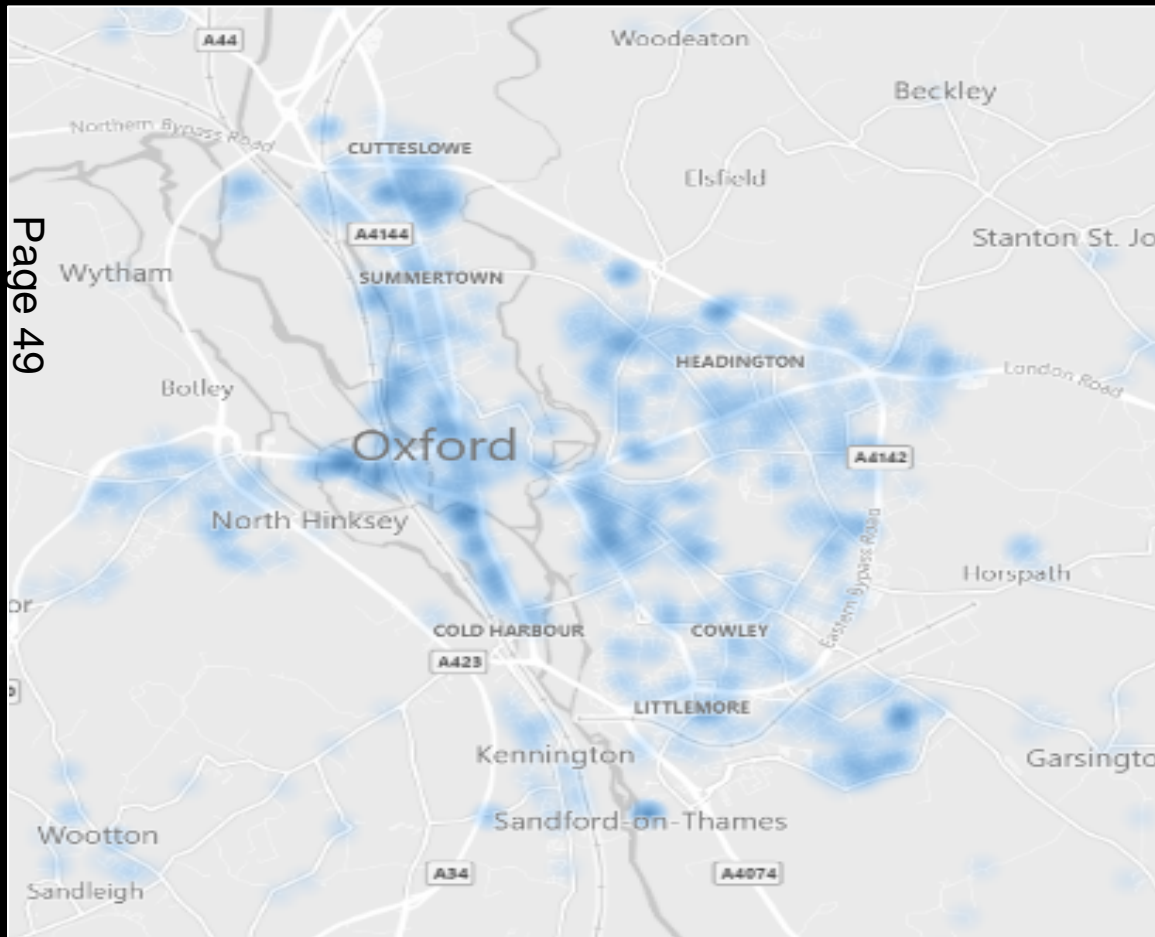 A44
Woodeaton
Beckley
Northern Bypass Road
CUTTESLOWE
Elsfield
Page 49
A4144
Stanton St. Jo
Wytham
SUMMERTOWN
HEADINGTON
London Road
Botley
Oxford
A4142
North Hinksey
Eastern Bypass Road
Horspath
or
COLD HARBOUR
COWLEY
A423
LITTLEMORE
Kennington
Garsingto
Sandford-on-Thames
Wootton
A34
A4074
Sandleigh